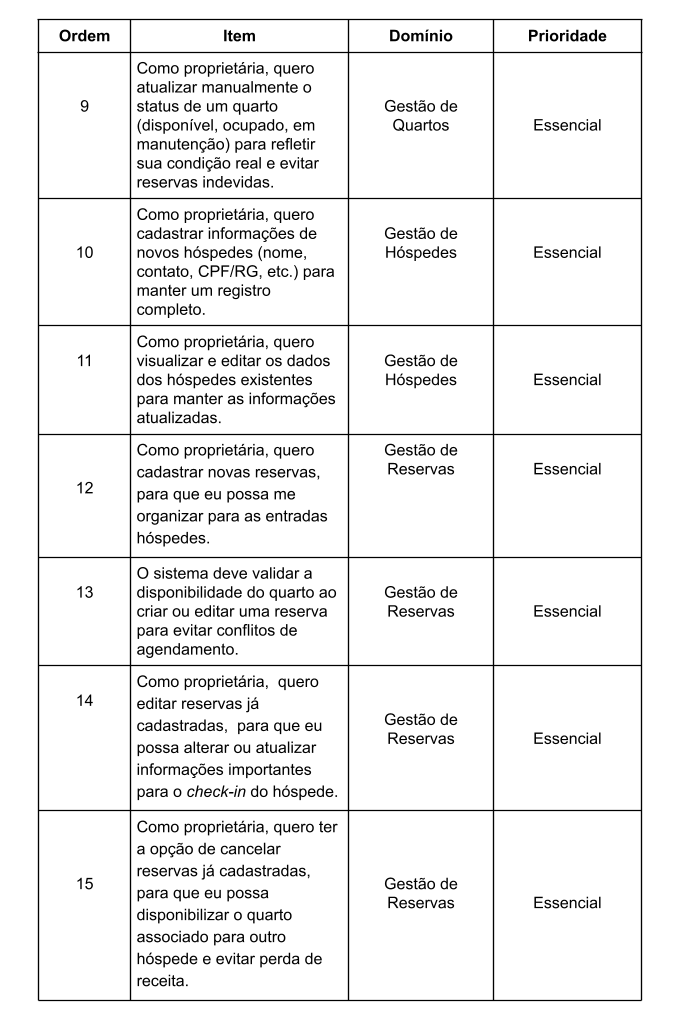 Ordem Item Domínio Prioridade
9
Como proprietária, quero
atualizar manualmente o
status de um quarto
(disponível, ocupado, em
manutenção) para refletir
sua condição real e evitar
reservas indevidas.
Gestão de
Quartos
Essencial
10
Como proprietária, quero
cadastrar informações de
novos hóspedes (nome,
contato, CPF/RG, etc.) para
manter um registro
completo.
Gestão de
Hóspedes
Essencial
11
Como proprietária, quero
visualizar e editar os dados
dos hóspedes existentes
para manter as informações
atualizadas.
Gestão de
Hóspedes
Essencial
12
Como proprietária, quero
cadastrar novas reservas,
para que eu possa me
organizar para as entradas
hóspedes.
Gestão de
Reservas
Essencial
13
O sistema deve validar a
disponibilidade do quarto ao
criar ou editar uma reserva
para evitar conflitos de
agendamento.
Gestão de
Reservas
Essencial
14
Como proprietária, quero
editar reservas já
cadastradas, para que eu
possa alterar ou atualizar
informações importantes
para o check-in do hóspede.
Gestão de
Reservas
Essencial
15
Como proprietária, quero ter
a opção de cancelar
reservas já cadastradas,
para que eu possa
disponibilizar o quarto
associado para outro
hóspede e evitar perda de
receita.
Gestão de
Reservas
Essencial